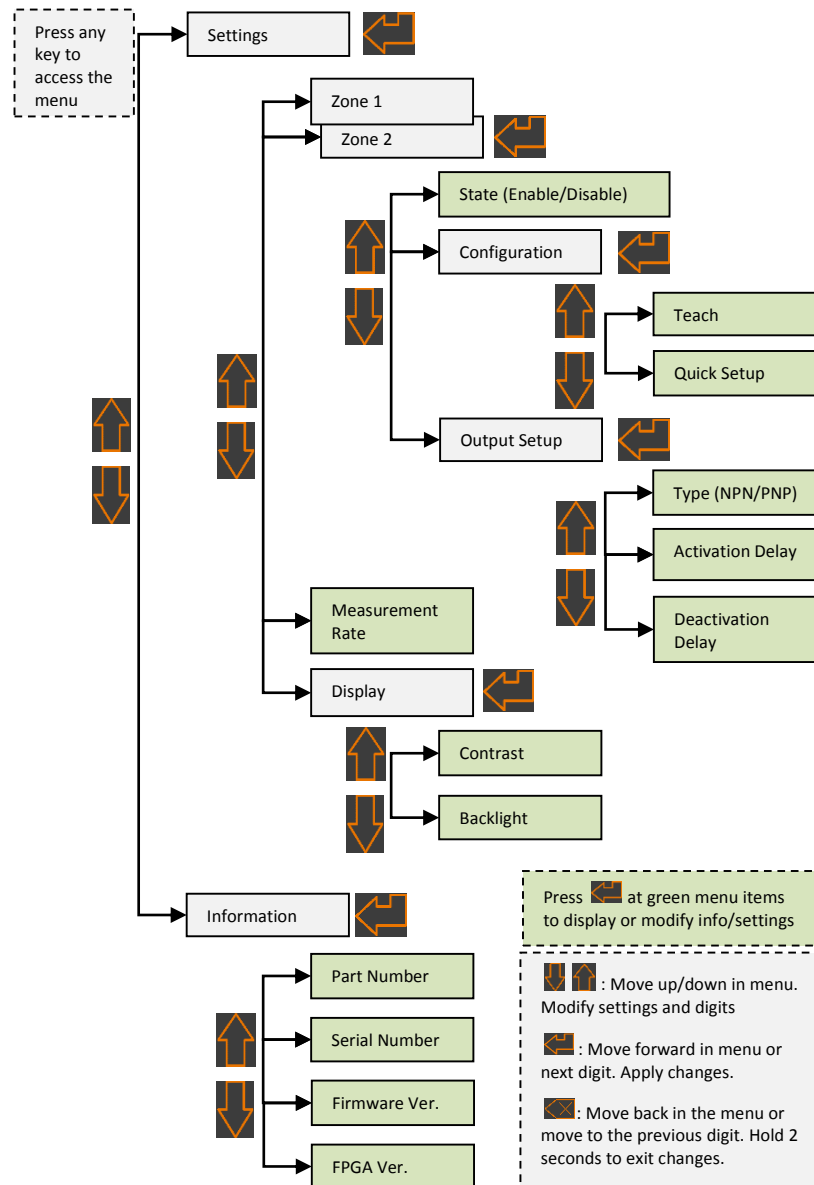 Press any
key to
access the
menu
Settings
Zone 1
Zone 2
State (Enable/Disable)
Configuration
Teach
Quick Setup
Output Setup
Type (NPN/PNP)
Activation Delay
Deactivation
Delay
Measurement
Rate
Display
Contrast
Backlight
Information
Part Number
Serial Number
Firmware Ver.
FPGA Ver.
Press at green menu items
to display or modify info/settings
: Move up/down in menu.
Modify settings and digits
: Move forward in menu or
next digit. Apply changes.
: Move back in the menu or
move to the previous digit. Hold 2
seconds to exit changes.